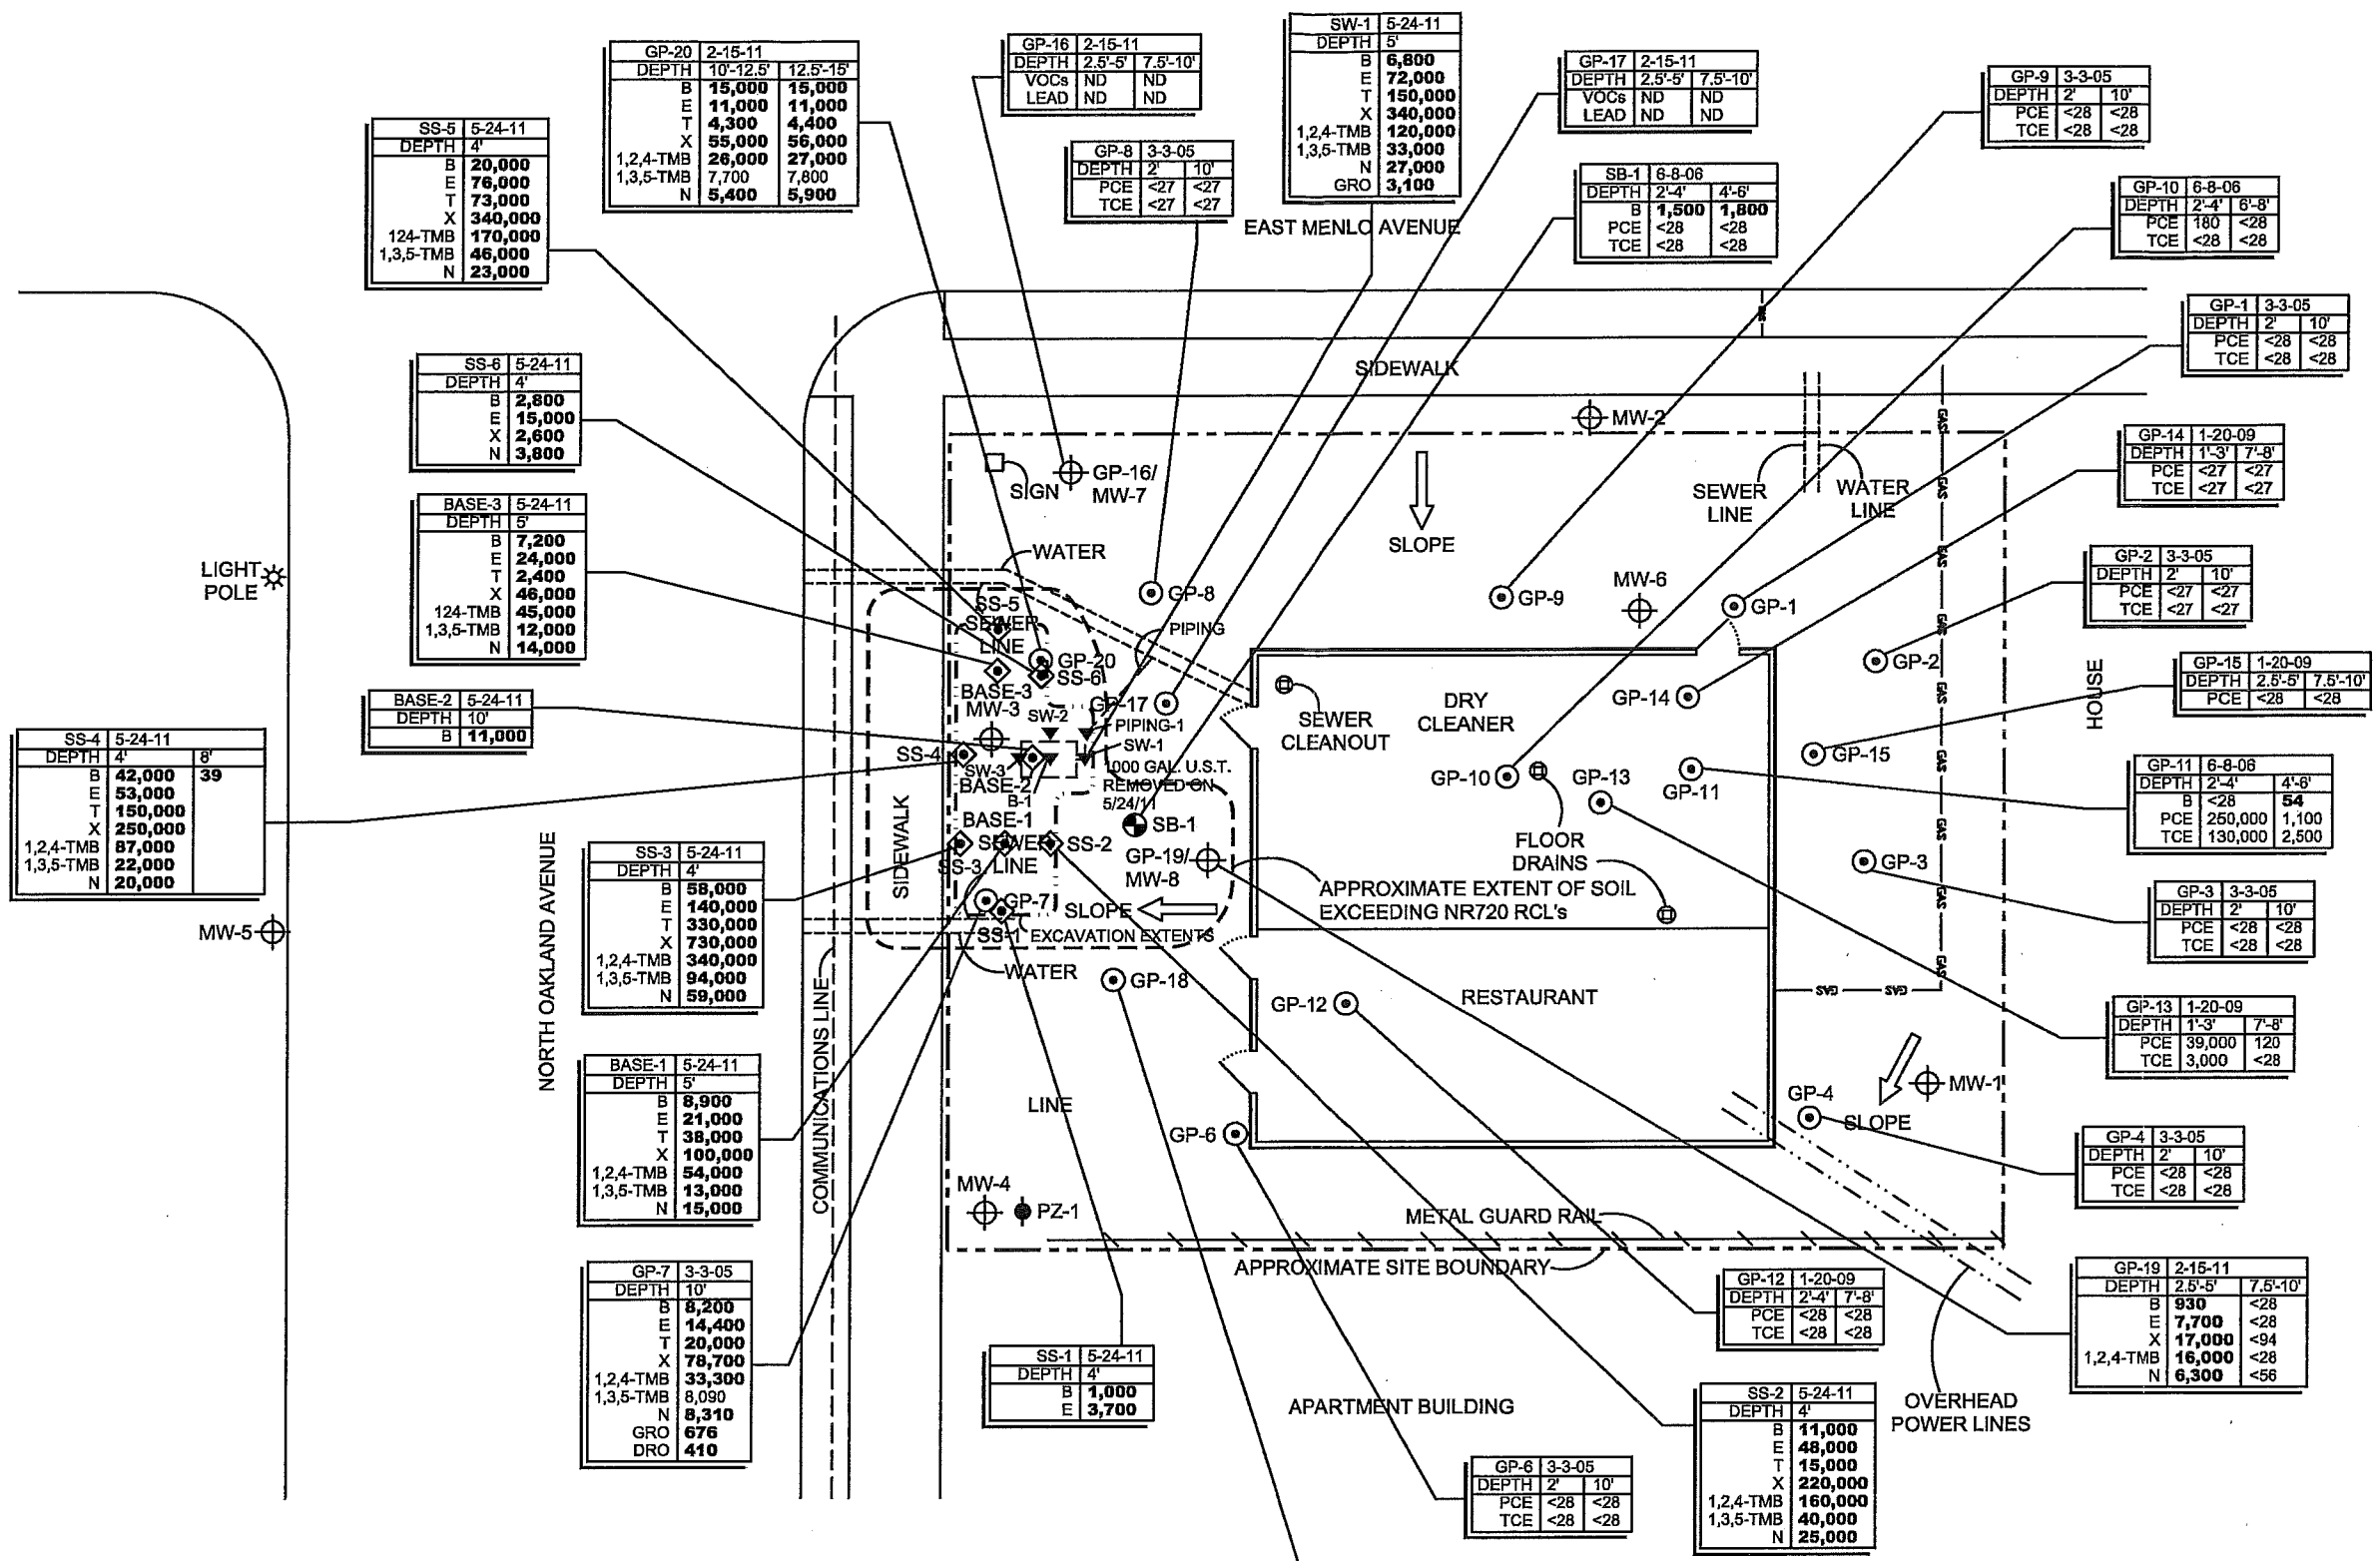 SW-1 5-24-11
DEPTH 5'
B 6,800
E 72,000
T 150,000
X 340,000
1,2,4-TMB 120,000
1,3,5-TMB 33,000
N 27,000
GRO 3,100
GP-20 2-15-11
DEPTH 10'-12.5' 12.5'-15'
B 15,000 15,000
E 11,000 11,000
T 4,300 4,400
X 55,000 56,000
1,2,4-TMB 26,000 27,000
1,3,5-TMB 7,700 7,800
N 5,400 5,900
GP-16 2-15-11
DEPTH 2.5'-5' 7.5'-10'
VOCs ND ND
LEAD ND ND
GP-17 2-15-11
DEPTH 2.5'-5' 7.5'-10'
VOCs ND ND
LEAD ND ND
GP-9 3-3-05
DEPTH 2' 10'
PCE <28 <28
TCE <28 <28
SS-5 5-24-11
DEPTH 4'
B 20,000
E 76,000
T 73,000
X 340,000
124-TMB 170,000
1,3,5-TMB 46,000
N 23,000
GP-8 3-3-05
DEPTH 2' 10'
PCE <27 <27
TCE <27 <27
SB-1 6-8-06
DEPTH 2'-4' 4'-6'
B 1,500 1,800
PCE <28 <28
TCE <28 <28
GP-10 6-8-06
DEPTH 2'-4' 6'-8'
PCE 180 <28
TCE <28 <28
EAST MENLO AVENUE
GP-1 3-3-05
DEPTH 2' 10'
PCE <28 <28
TCE <28 <28
SS-6 5-24-11
DEPTH 4'
B 2,800
E 15,000
X 2,600
N 3,800
SIDEWALK
MW-2
GP-14 1-20-09
DEPTH 1'-3' 7'-8'
PCE <27 <27
TCE <27 <27
GP-16/
MW-7
SIGN
SEWER
LINE
WATER
LINE
SLOPE
GAS
GAS
GAS
GAS
GAS
GAS
GAS
GAS
GAS
BASE-3 5-24-11
DEPTH 5'
B 7,200
E 24,000
T 2,400
X 46,000
124-TMB 45,000
1,3,5-TMB 12,000
N 14,000
WATER
LIGHT
POLE
GP-2 3-3-05
DEPTH 2' 10'
PCE <27 <27
TCE <27 <27
MW-6
GP-8
GP-9
GP-1
SS-5
SEWER
LINE
PIPING
GP-20
SS-6
GP-2
HOUSE
GP-15 1-20-09
DEPTH 2.5'-5' 7.5'-10'
PCE <28 <28
BASE-3
MW-3
SW-2
GP-17
PIPING-1
SW-1
SEWER
CLEANOUT
DRY
CLEANER
GP-14
BASE-2 5-24-11
DEPTH 10'
B 11,000
SS-4 5-24-11
DEPTH 4' 8'
B 42,000 39
E 53,000
T 150,000
X 250,000
1,2,4-TMB 87,000
1,3,5-TMB 22,000
N 20,000
SS-4
SW-3
BASE-2
B-1
1000 GAL. U.S.T.
REMOVED ON
5/24/11
GP-10
GP-13
GP-11
GP-15
GP-11 6-8-06
DEPTH 2'-4' 4'-6'
B <28 54
PCE 250,000 1,100
TCE 130,000 2,500
SIDEWALK
BASE-1
SEWER
LINE
SS-3
SS-2
SB-1
GP-19/
MW-8
FLOOR
DRAINS
GP-3
APPROXIMATE EXTENT OF SOIL
EXCEEDING NR720 RCL's
SS-3 5-24-11
DEPTH 4'
B 58,000
E 140,000
T 330,000
X 730,000
1,2,4-TMB 340,000
1,3,5-TMB 94,000
N 59,000
GP-3 3-3-05
DEPTH 2' 10'
PCE <28 <28
TCE <28 <28
MW-5
NORTH OAKLAND AVENUE
COMMUNICATIONS LINE
GP-7
SS-1
SLOPE
EXCAVATION EXTENTS
WATER
GP-18
GP-12
RESTAURANT
GAS
GAS
GP-13 1-20-09
DEPTH 1'-3' 7'-8'
PCE 39,000 120
TCE 3,000 <28
BASE-1 5-24-11
DEPTH 5'
B 8,900
E 21,000
T 38,000
X 100,000
1,2,4-TMB 54,000
1,3,5-TMB 13,000
N 15,000
LINE
GP-6
GP-4
MW-1
SLOPE
GP-4 3-3-05
DEPTH 2' 10'
PCE <28 <28
TCE <28 <28
MW-4
PZ-1
METAL GUARD RAIL
APPROXIMATE SITE BOUNDARY
GP-7 3-3-05
DEPTH 10'
B 8,200
E 14,400
T 20,000
X 78,700
1,2,4-TMB 33,300
1,3,5-TMB 8,090
N 8,310
GRO 676
DRO 410
GP-12 1-20-09
DEPTH 2'-4' 7'-8'
PCE <28 <28
TCE <28 <28
GP-19 2-15-11
DEPTH 2.5'-5' 7.5'-10'
B 930 <28
E 7,700 <28
X 17,000 <94
1,2,4-TMB 16,000 <28
N 6,300 <56
SS-1 5-24-11
DEPTH 4'
B 1,000
E 3,700
APARTMENT BUILDING
OVERHEAD
POWER LINES
SS-2 5-24-11
DEPTH 4'
B 11,000
E 48,000
T 15,000
X 220,000
1,2,4-TMB 160,000
1,3,5-TMB 40,000
N 25,000
GP-6 3-3-05
DEPTH 2' 10'
PCE <28 <28
TCE <28 <28